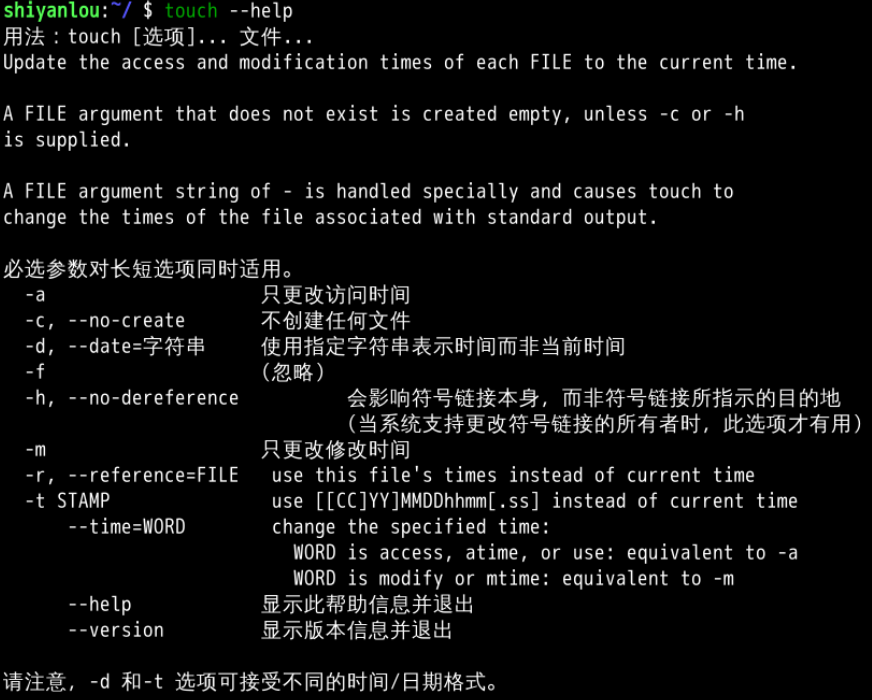 shiyanlou:~/ $ touch --help
用法：touch [选项]... 文件...
Update the access and modification times of each FILE to the current time.
A FILE argument that does not exist is created empty, unless -c or -h
is supplied.
A FILE argument string of - is handled specially and causes touch to
change the times of the file associated with standard output.
必选参数对长短选项同时适用。
-a 只更改访问时间
-c, --no-create 不创建任何文件
-d, --date=字符串 使用指定字符串表示时间而非当前时间
-f (忽略)
-h, --no-dereference 会影响符号链接本身，而非符号链接所指示的目的地
(当系统支持更改符号链接的所有者时，此选项才有用)
-m 只更改修改时间
-r, --reference=FILE use this file's times instead of current time
-t STAMP use [[CC]YY]MMDDhhmm[.ss] instead of current time
--time=WORD change the specified time:
WORD is access, atime, or use: equivalent to -a
WORD is modify or mtime: equivalent to -m
--help 显示此帮助信息并退出
--version 显示版本信息并退出
请注意，-d 和-t 选项可接受不同的时间/日期格式。